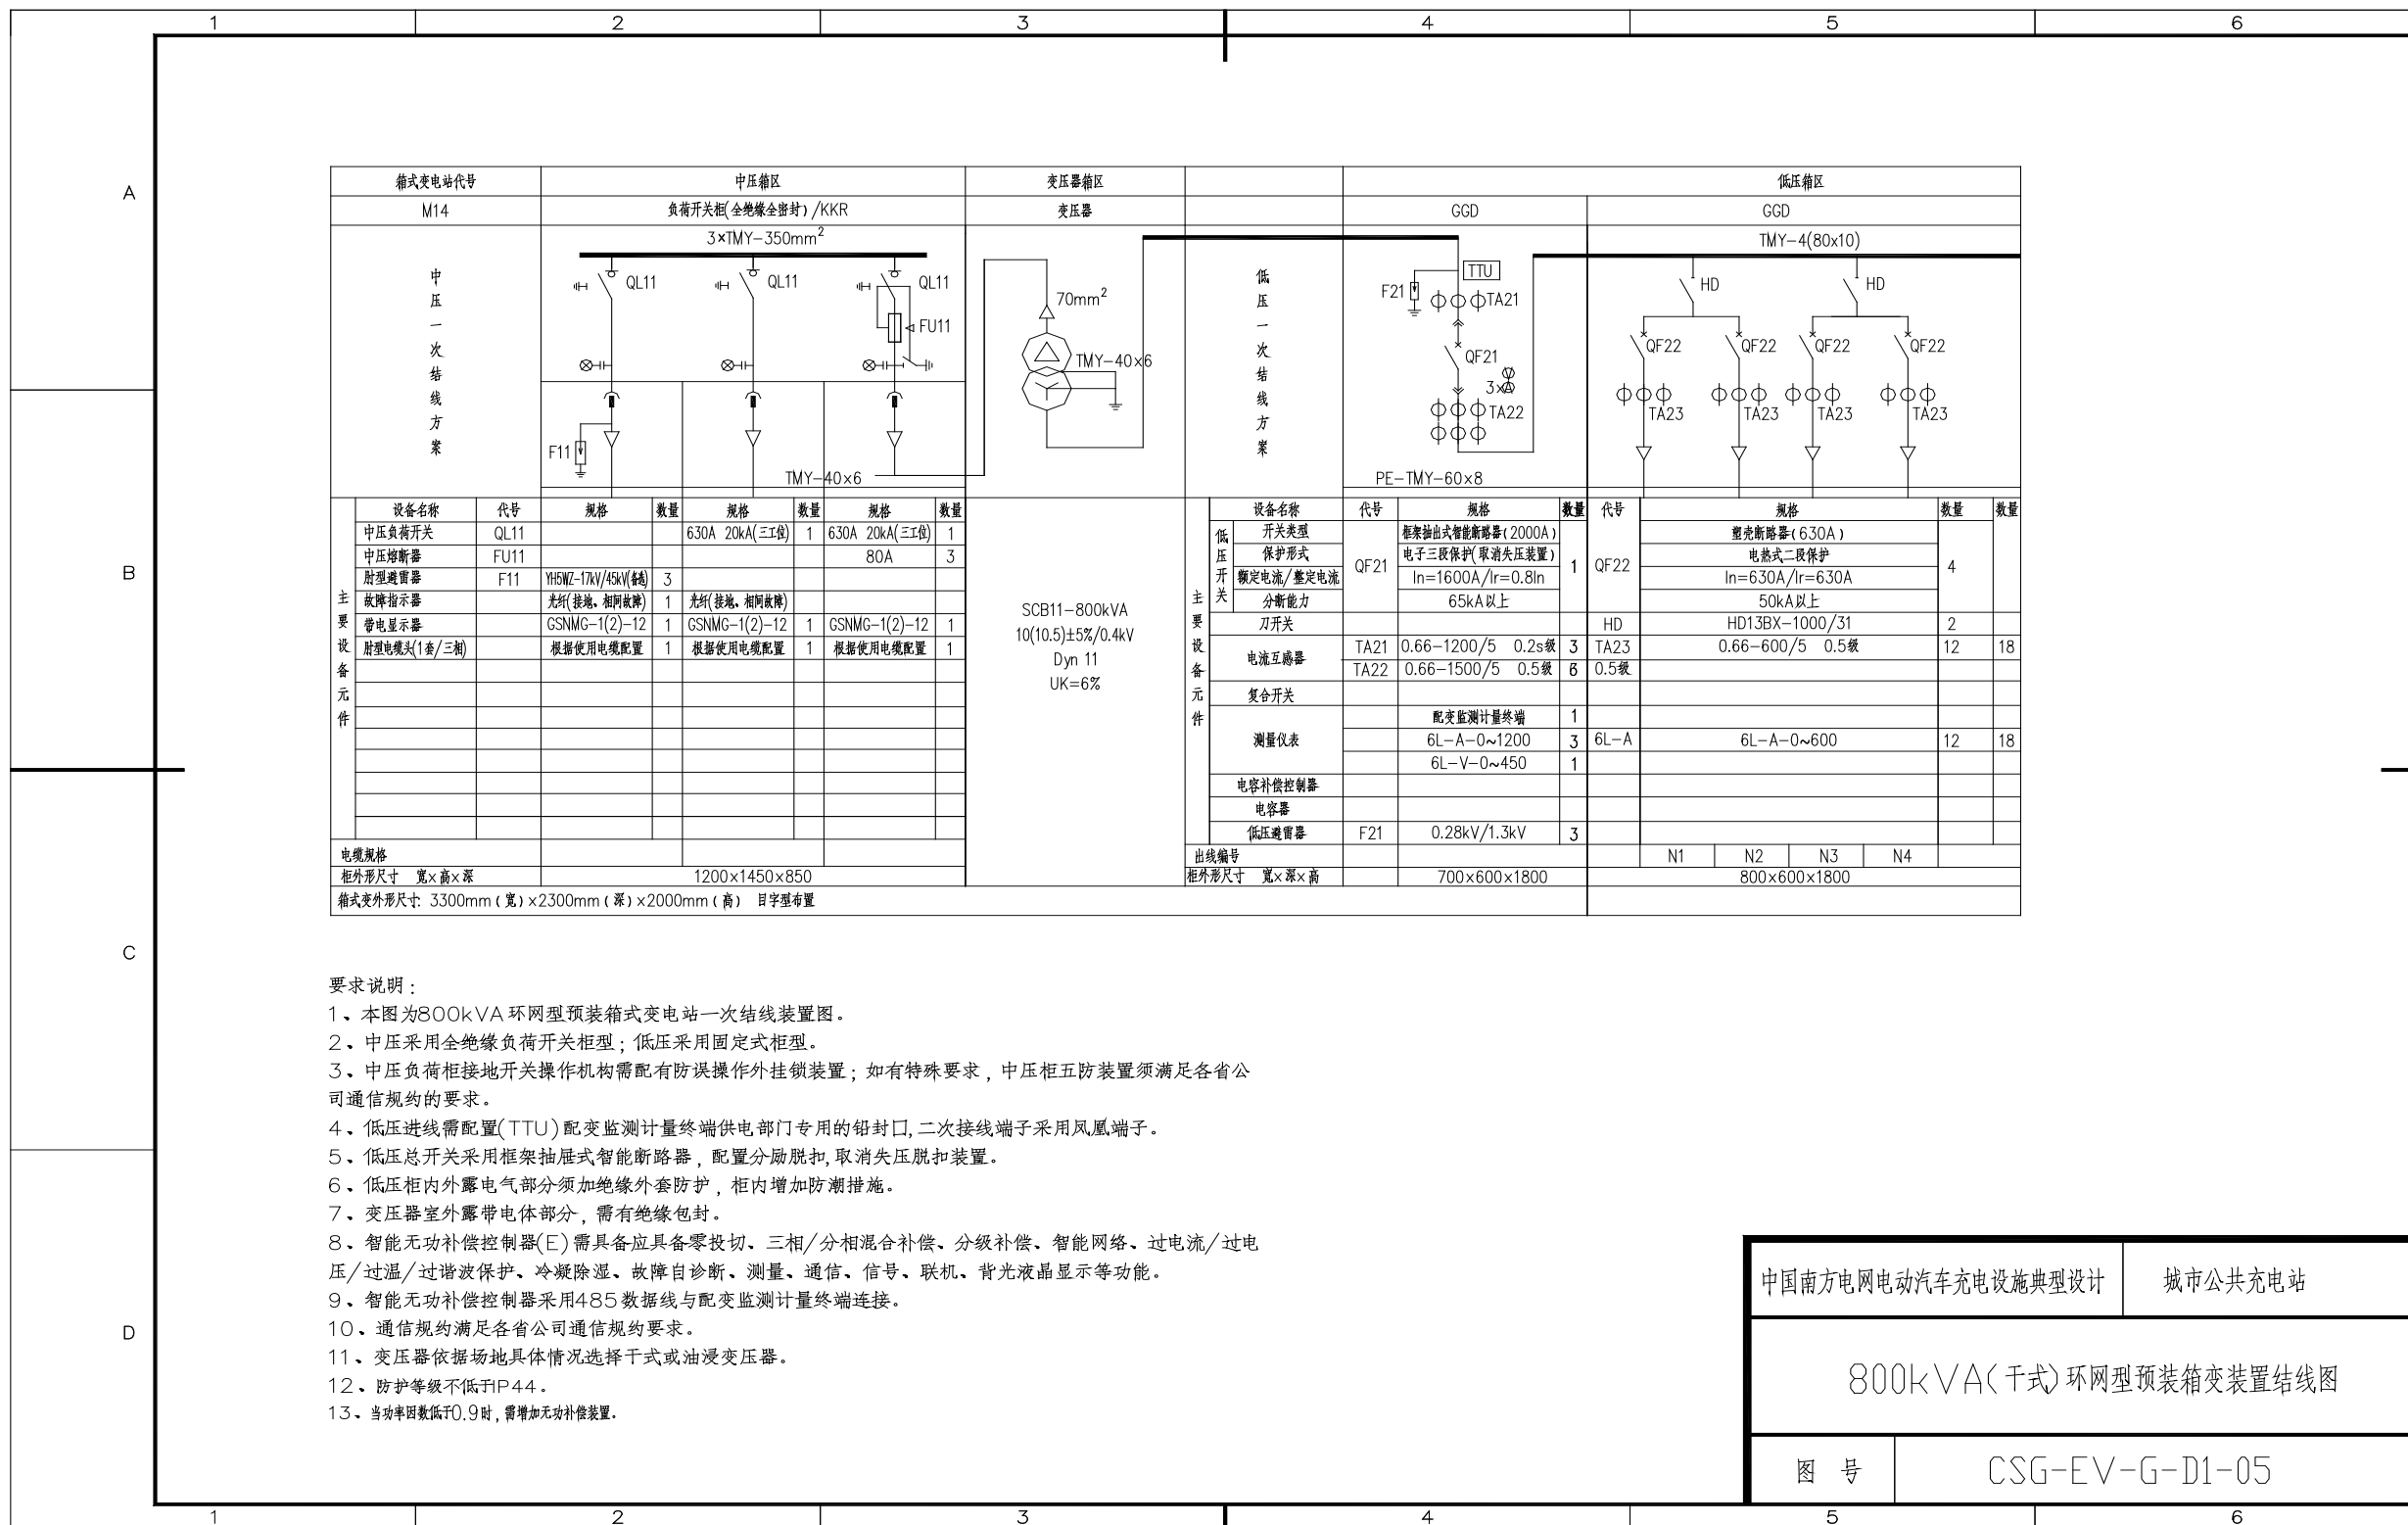 1 2 3 4 5 6
A
B
C
D
箱式变电站代号 中压箱区 变压器箱区 低压箱区
M14 负荷开关柜(全绝缘全密封)/KKR 变压器 GGD GGD
中压一次结线方案
3×TMY-350mm²
QL11 QL11 QL11
FU11
F11
TMY-40×6
70mm²
TMY-40×6
低压一次结线方案
TTU
F21 TA21
QF21
3×A V
TA22
PE-TMY-60×8
TMY-4(80x10)
HD HD
QF22 QF22 QF22 QF22
TA23 TA23 TA23 TA23
主要设备元件
设备名称 代号 规格 数量 规格 数量 规格 数量
中压负荷开关 QL11 630A 20kA(三工位) 1 630A 20kA(三工位) 1
中压熔断器 FU11 80A 3
肘型避雷器 F11 YH5WZ-17kV/45kV(备选) 3
故障指示器 光纤(接地、相间故障) 1 光纤(接地、相间故障)
带电显示器 GSNMG-1(2)-12 1 GSNMG-1(2)-12 1 GSNMG-1(2)-12 1
肘型电缆头(1套/三相) 根据使用电缆配置 1 根据使用电缆配置 1 根据使用电缆配置 1
电缆规格
柜外形尺寸 宽×高×深 1200x1450x850
箱式变外形尺寸: 3300mm(宽)×2300mm(深)×2000mm(高) 目字型布置
SCB11-800kVA
10(10.5)±5%/0.4kV
Dyn 11
UK=6%
主要设备元件
设备名称 代号 规格 数量 代号 规格 数量 数量
低压开关
开关类型 框架抽出式智能断路器(2000A) 塑壳断路器(630A)
保护形式 电子三段保护(取消失压装置) 电热式二段保护
QF21 1 QF22 4
额定电流/整定电流 In=1600A/Ir=0.8In In=630A/Ir=630A
分断能力 65kA以上 50kA以上
刀开关 HD HD13BX-1000/31 2
电流互感器 TA21 0.66-1200/5 0.2s级 3 TA23 0.66-600/5 0.5级 12 18
TA22 0.66-1500/5 0.5级 6 0.5级
复合开关
测量仪表 配变监测计量终端 1
6L-A-0~1200 3 6L-A 6L-A-0~600 12 18
6L-V-0~450 1
电容补偿控制器
电容器
低压避雷器 F21 0.28kV/1.3kV 3
出线编号 N1 N2 N3 N4
柜外形尺寸 宽×深×高 700x600x1800 800x600x1800
要求说明:
1、本图为800kVA环网型预装箱式变电站一次结线装置图。
2、中压采用全绝缘负荷开关柜型;低压采用固定式柜型。
3、中压负荷柜接地开关操作机构需配有防误操作外挂锁装置;如有特殊要求,中压柜五防装置须满足各省公
司通信规约的要求。
4、低压进线需配置(TTU)配变监测计量终端供电部门专用的铅封口,二次接线端子采用凤凰端子。
5、低压总开关采用框架抽屉式智能断路器,配置分励脱扣,取消失压脱扣装置。
6、低压柜内外露电气部分须加绝缘外套防护,柜内增加防潮措施。
7、变压器室外露带电体部分,需有绝缘包封。
8、智能无功补偿控制器(E)需具备应具备零投切、三相/分相混合补偿、分级补偿、智能网络、过电流/过电
压/过温/过谐波保护、冷凝除湿、故障自诊断、测量、通信、信号、联机、背光液晶显示等功能。
9、智能无功补偿控制器采用485数据线与配变监测计量终端连接。
10、通信规约满足各省公司通信规约要求。
11、变压器依据场地具体情况选择干式或油浸变压器。
12、防护等级不低于IP44。
13、当功率因数低于0.9时,需增加无功补偿装置。
中国南方电网电动汽车充电设施典型设计 城市公共充电站
800kVA(干式)环网型预装箱变装置结线图
图 号 CSG-EV-G-D1-05
1 2 3 4 5 6